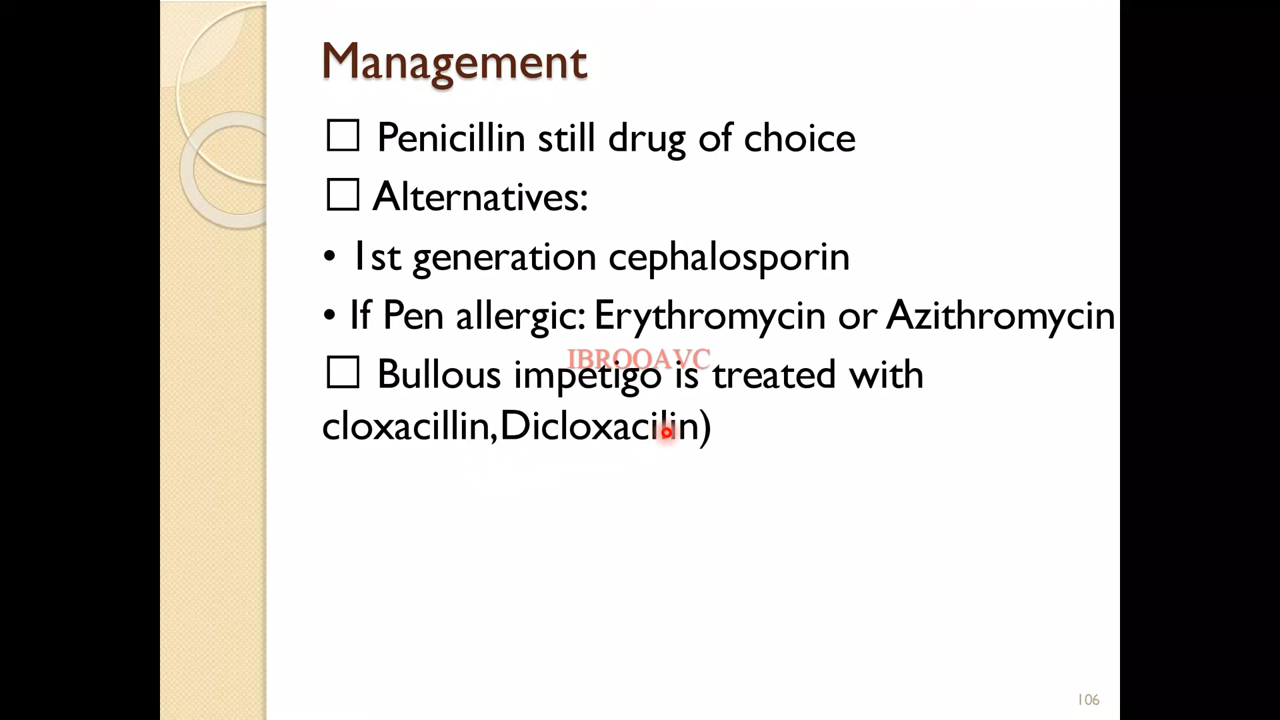 Management
☐ Penicillin still drug of choice
☐ Alternatives:
• 1st generation cephalosporin
• If Pen allergic: Erythromycin or Azithromycin
IBROOAVC
☐ Bullous impetigo is treated with
cloxacillin,Dicloxacilin)
106